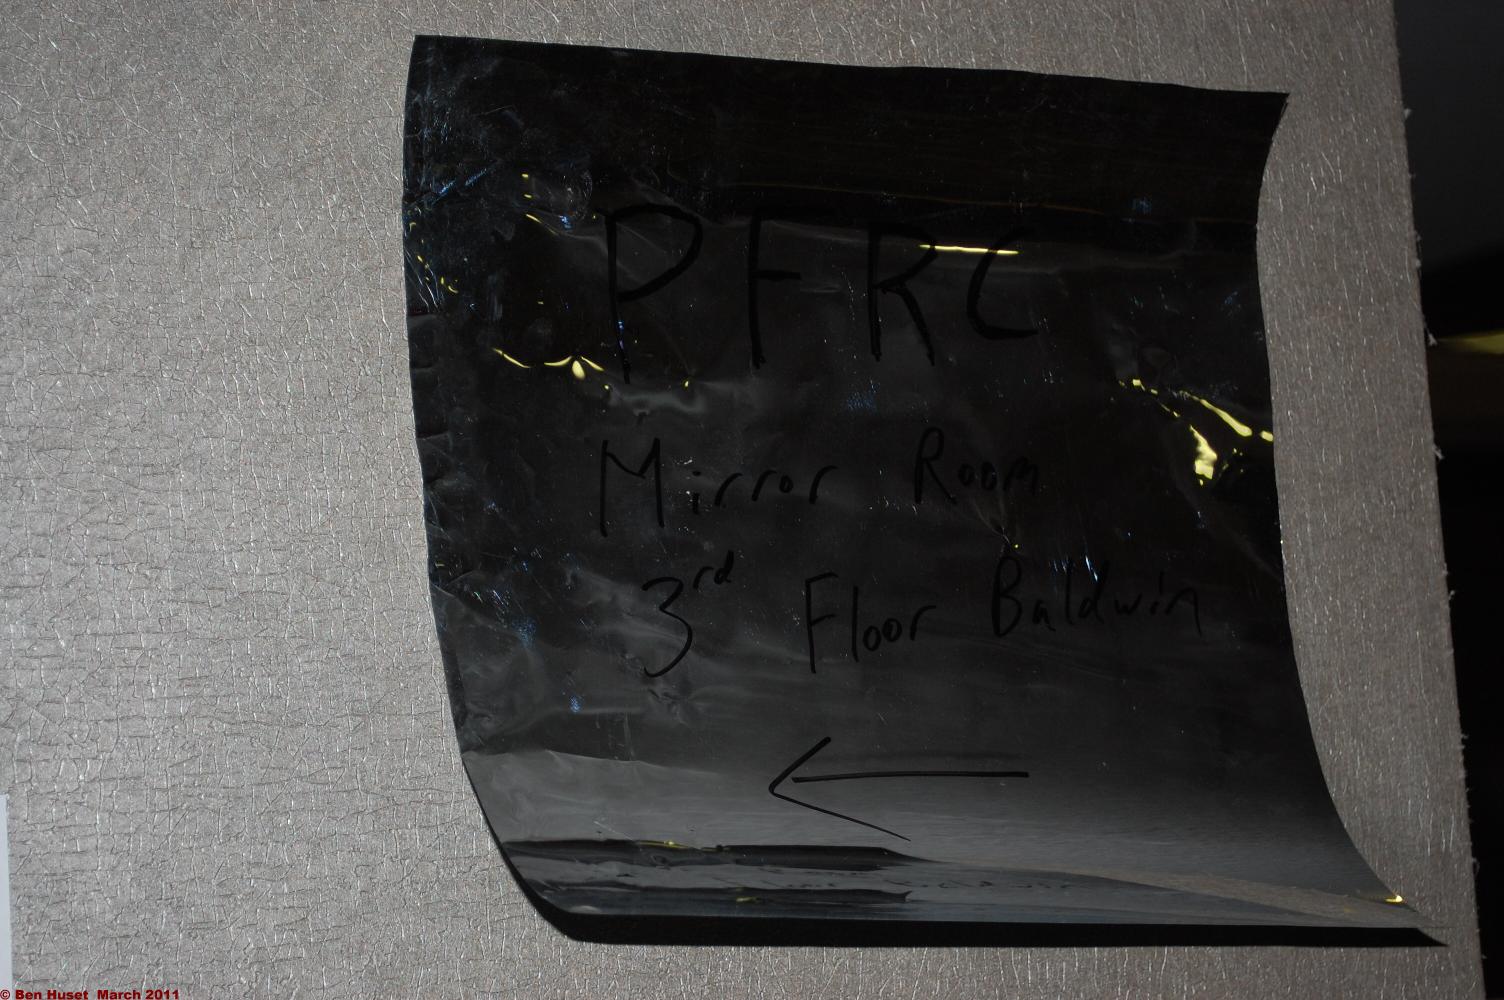 PFRC
Mirror Room
3rd Floor Baldwin
←
© Ben Huset March 2011